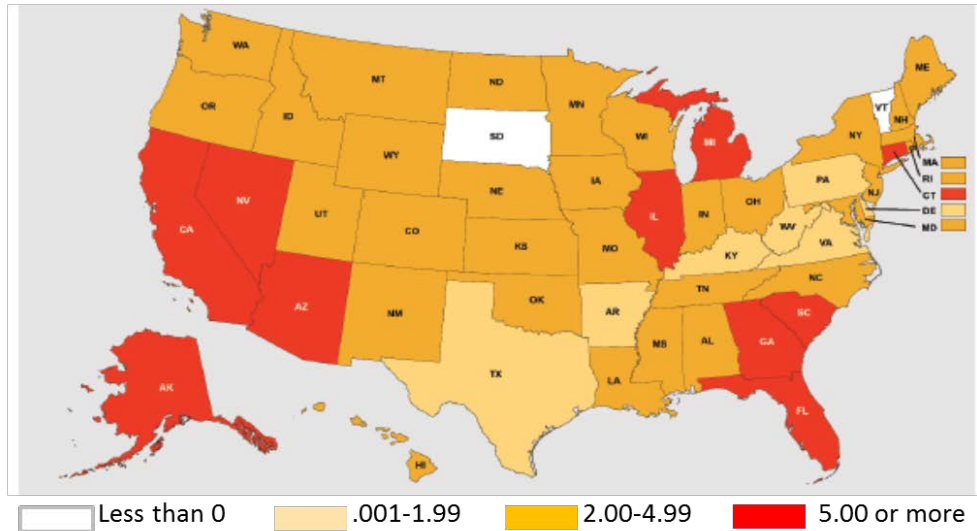 WA
MT
ND
MN
ME
VT
NH
OR
ID
SD
WI
MI
NY
WY
MA
RI
CT
DE
MD
NE
IA
PA
NJ
NV
UT
CO
IL
IN
OH
WV
VA
CA
KS
MO
KY
NC
TN
AZ
NM
OK
AR
SC
MS
AL
GA
TX
LA
AK
FL
HI
Less than 0
.001-1.99
2.00-4.99
5.00 or more